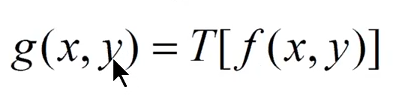 g(x, y) = T[f(x, y)]